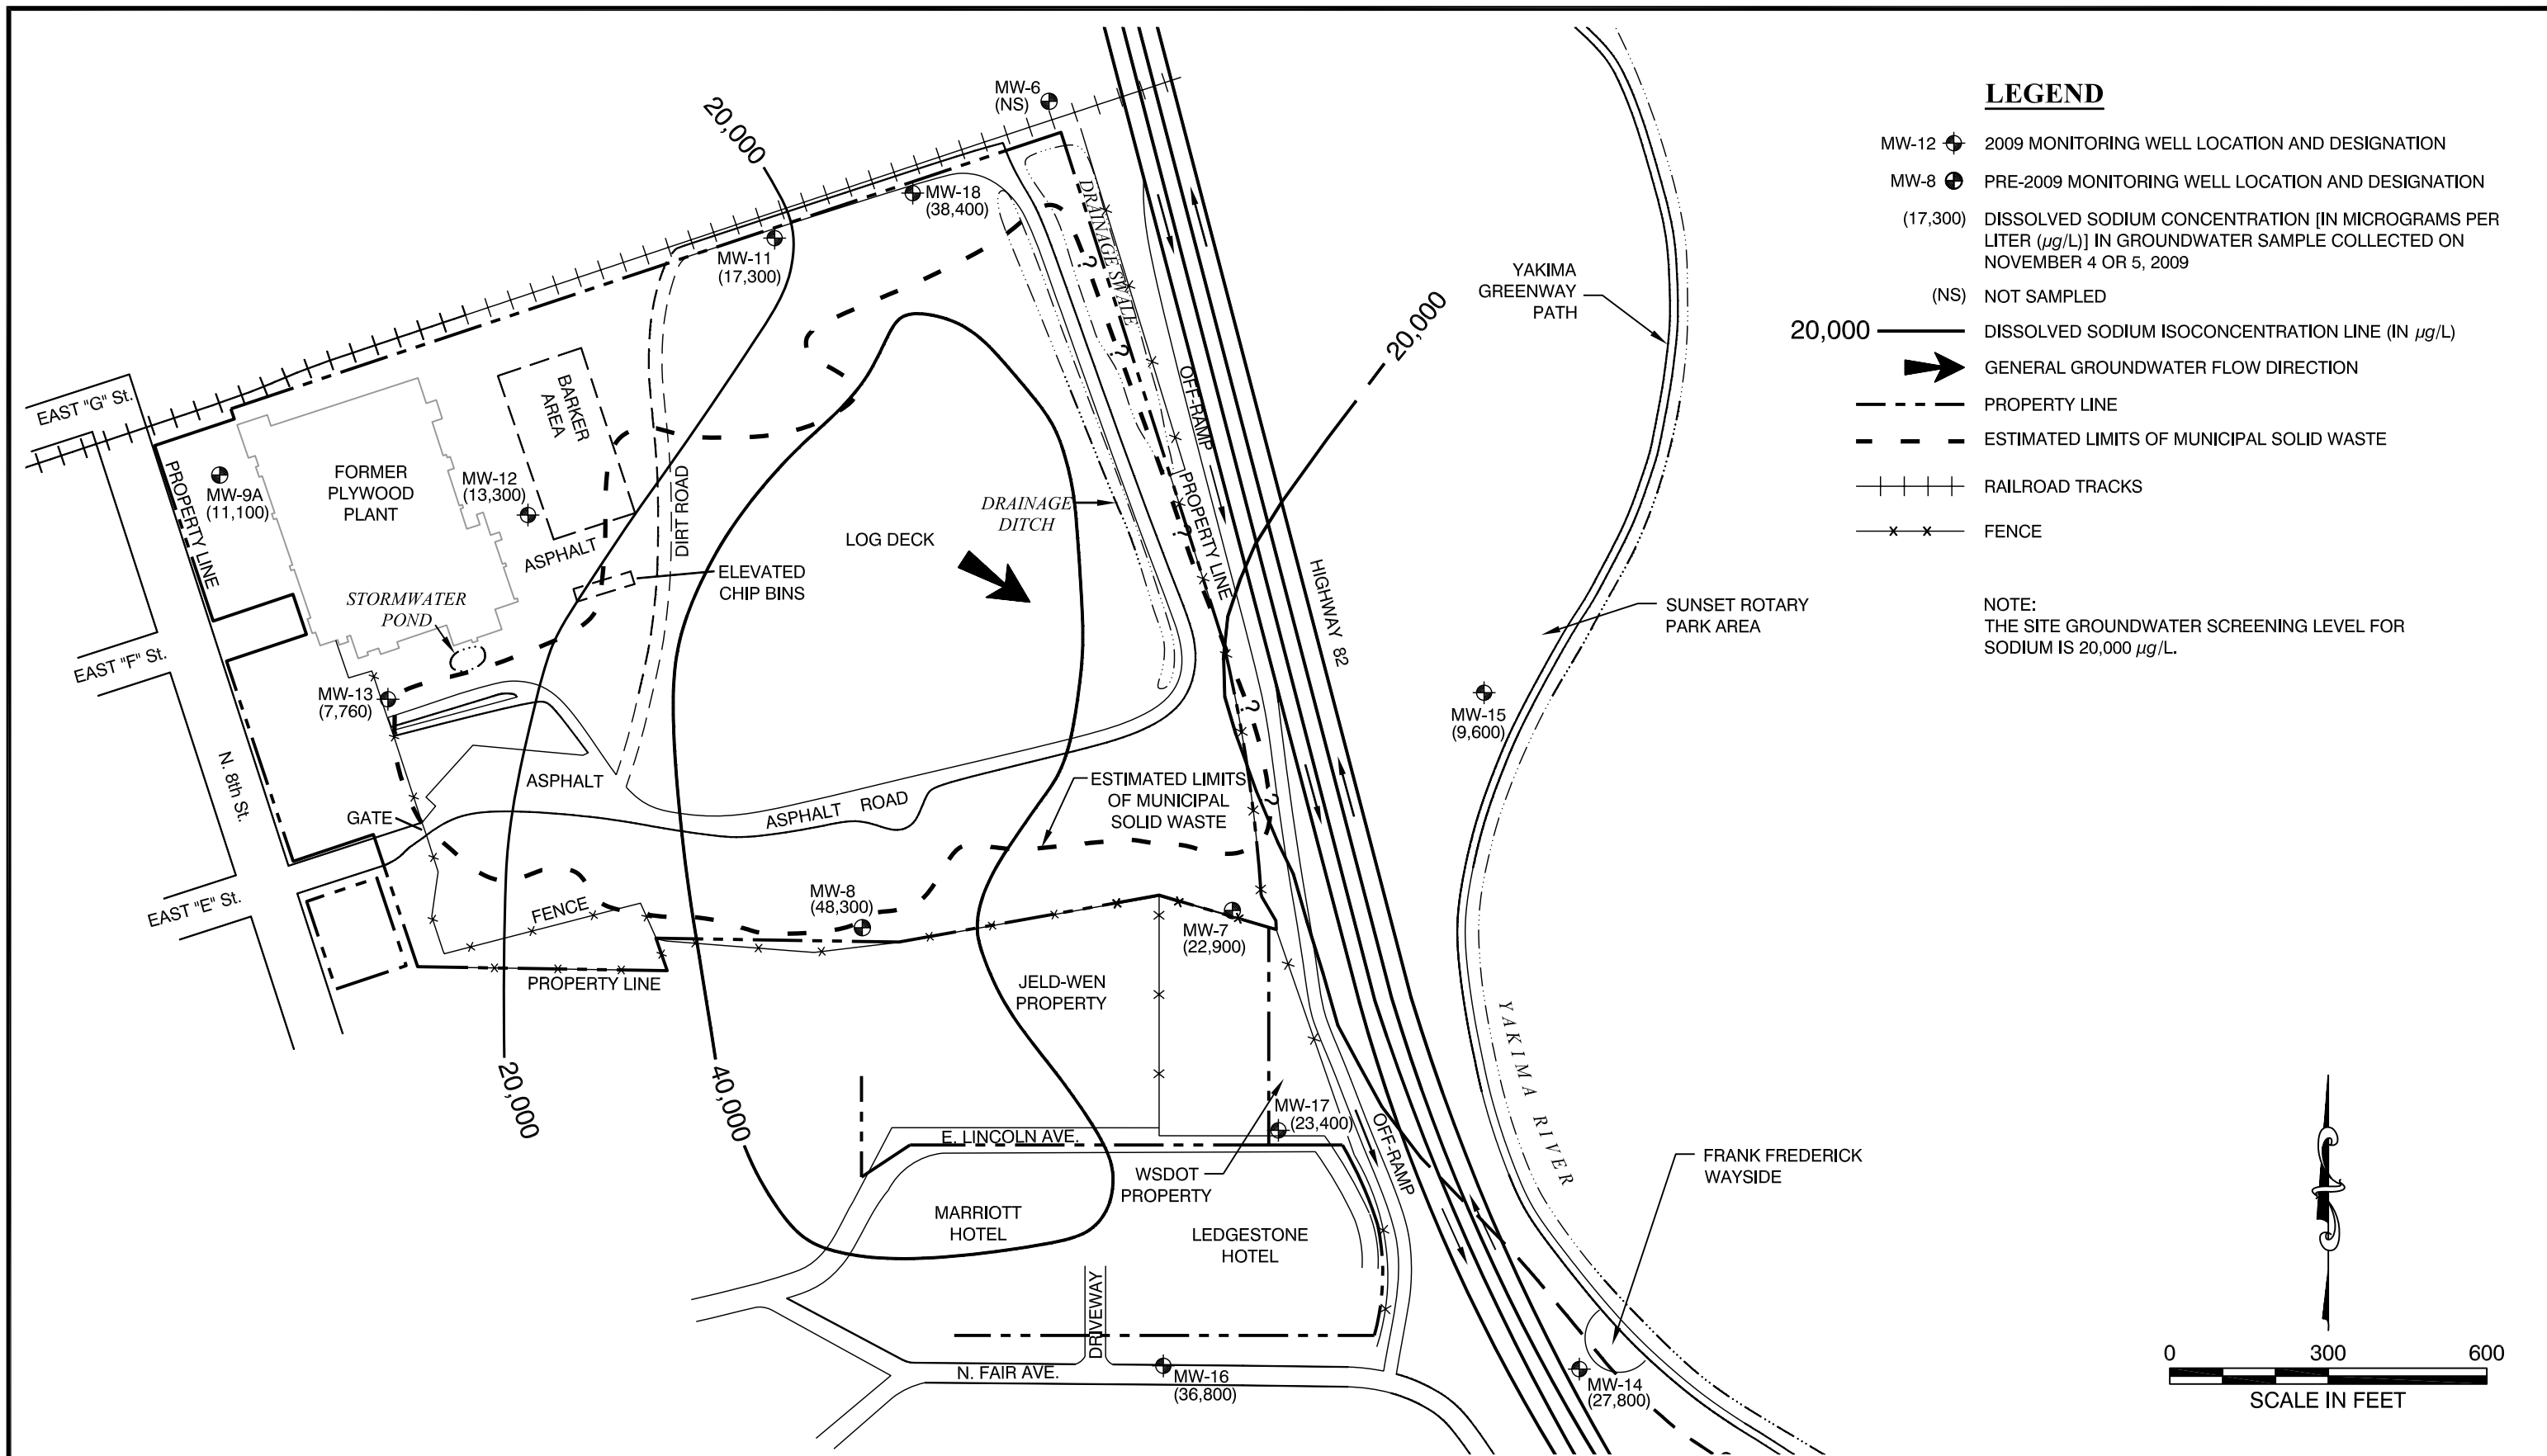 MW-6
(NS)
20,000
MW-18
(38,400)
MW-11
(17,300)
DRAINAGE SWALE
?
?
?
?
?
OFF-RAMP
20,000
YAKIMA
GREENWAY
PATH
EAST "G" St.
PROPERTY LINE
MW-9A
(11,100)
FORMER
PLYWOOD
PLANT
MW-12
(13,300)
BARKER
AREA
ASPHALT
DIRT ROAD
ELEVATED
CHIP BINS
STORMWATER
POND
LOG DECK
DRAINAGE
DITCH
PROPERTY LINE
HIGHWAY 82
SUNSET ROTARY
PARK AREA
EAST "F" St.
MW-13
(7,760)
MW-15
(9,600)
N. 8th St.
ASPHALT
GATE
ASPHALT ROAD
ESTIMATED LIMITS
OF MUNICIPAL
SOLID WASTE
EAST "E" St.
FENCE
MW-8
(48,300)
MW-7
(22,900)
PROPERTY LINE
JELD-WEN
PROPERTY
YAKIMA RIVER
20,000
40,000
MW-17
(23,400)
E. LINCOLN AVE.
OFF-RAMP
WSDOT
PROPERTY
FRANK FREDERICK
WAYSIDE
MARRIOTT
HOTEL
LEDGESTONE
HOTEL
DRIVEWAY
N. FAIR AVE.
MW-16
(36,800)
MW-14
(27,800)
LEGEND
MW-12 2009 MONITORING WELL LOCATION AND DESIGNATION
MW-8 PRE-2009 MONITORING WELL LOCATION AND DESIGNATION
(17,300) DISSOLVED SODIUM CONCENTRATION [IN MICROGRAMS PER
LITER (µg/L)] IN GROUNDWATER SAMPLE COLLECTED ON
NOVEMBER 4 OR 5, 2009
(NS) NOT SAMPLED
20,000 DISSOLVED SODIUM ISOCONCENTRATION LINE (IN µg/L)
GENERAL GROUNDWATER FLOW DIRECTION
PROPERTY LINE
ESTIMATED LIMITS OF MUNICIPAL SOLID WASTE
RAILROAD TRACKS
FENCE
NOTE:
THE SITE GROUNDWATER SCREENING LEVEL FOR
SODIUM IS 20,000 µg/L.
0 300 600
SCALE IN FEET